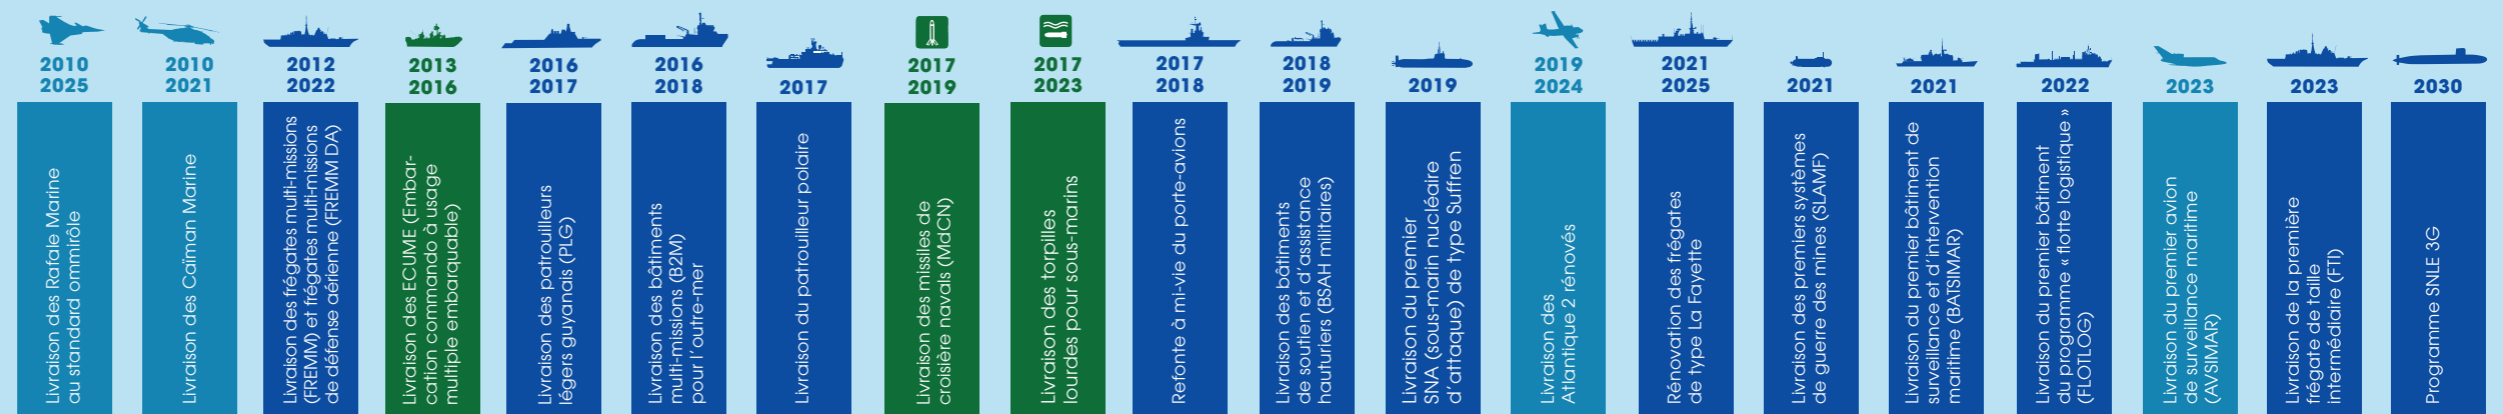 2010
2025
Livraison des Rafale Marine
au standard ommirôle
2010
2021
Livraison des Caïman Marine
2012
2022
Livraison des frégates multi-missions
(FREMM) et frégates multi-missions
de défense aérienne (FREM DA)
2013
2016
Livraison des ECUME (Embar-
cation commando à usage
multiple embarquable)
2016
2017
Livraison des patrouilleurs
légers guyanais (PLG)
2016
2018
Livraison des bâtiments
multi-missions (B2M)
pour l'outre-mer
2017
Livraison du patrouilleur polaire
2017
2019
Livraison des missiles de
croisière navals (MdCN)
2017
2023
Livraison des torpilles
lourdes pour sous-marins
2017
2018
Refonte à mi-vie du porte-avions
2018
2019
Livraison des bâtiments
de soutien et d'assistance
hauturiers (BSAH militaires)
2019
Livraison du premier
SNA (sous-marin nucléaire
d'attaque) de type Suffren
2019
2024
Livraison des
Atlantique 2 rénovés
2021
2025
Rénovation des frégates
de type La Fayette
2021
Livraison des premiers systèmes
de guerre des mines (SLAMF)
2021
Livraison du premier bâtiment de
surveillance et d'intervention
maritime (BATSIMAR)
2022
Livraison du premier bâtiment
du programme « flotte logistique »
(FLOTLOG)
2023
Livraison du premier avion
de surveillance maritime
(AVSIMAR)
2023
Livraison de la première
frégate de taille
intermédiaire (FTI)
2030
Programme SNLE 3G